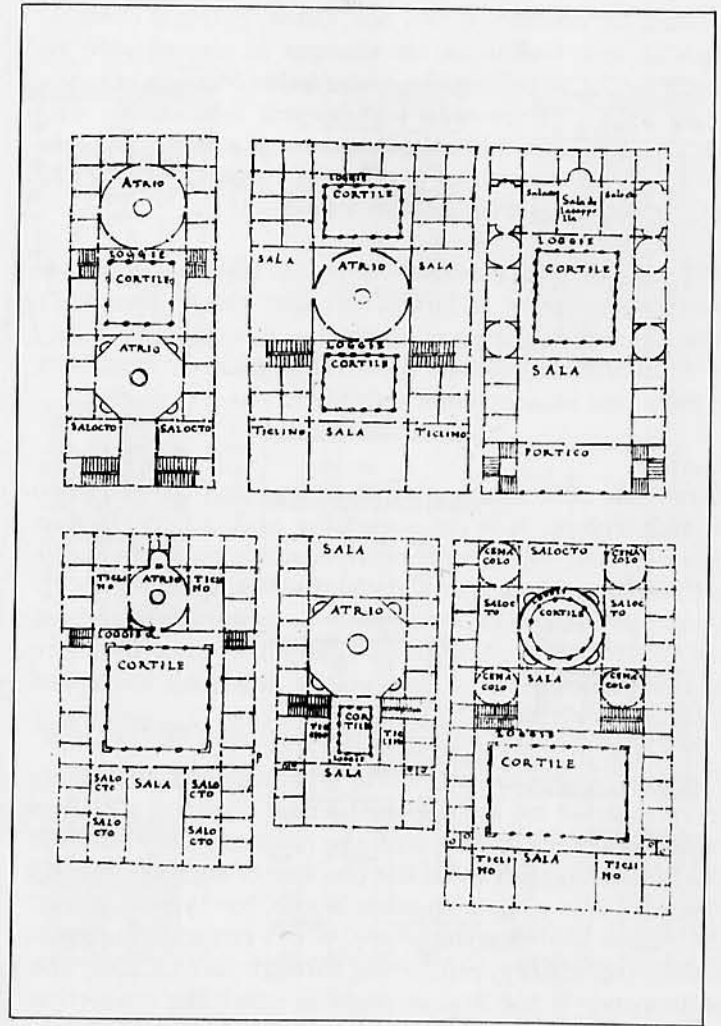 ATRIO
LOGGIE
CORTILE
ATRIO
SALOCTO SALOCTO
LOGGIE
CORTILE
SALA ATRIO SALA
LOGGIE
CORTILE
TICLINO SALA TICLINO
LOGGIE
CORTILE
SALA
PORTICO
TICLI
NO
ATRIO
TICLI
NO
LOGGIE
CORTILE
SALO
CTO
SALA
SALO
CTO
SALO
CTO
SALO
CTO
SALA
ATRIO
COR
TILE
TIC
LINO
LOGGIE
SALA
CENA
COLO
SALOCTO
CENA
COLO
SALOC
TO
CORTILE
SALOC
TO
SALA
CENA
COLO
CENA
COLO
LOGGIE
CORTILE
TICLI
NO
SALA
TICLI
NO